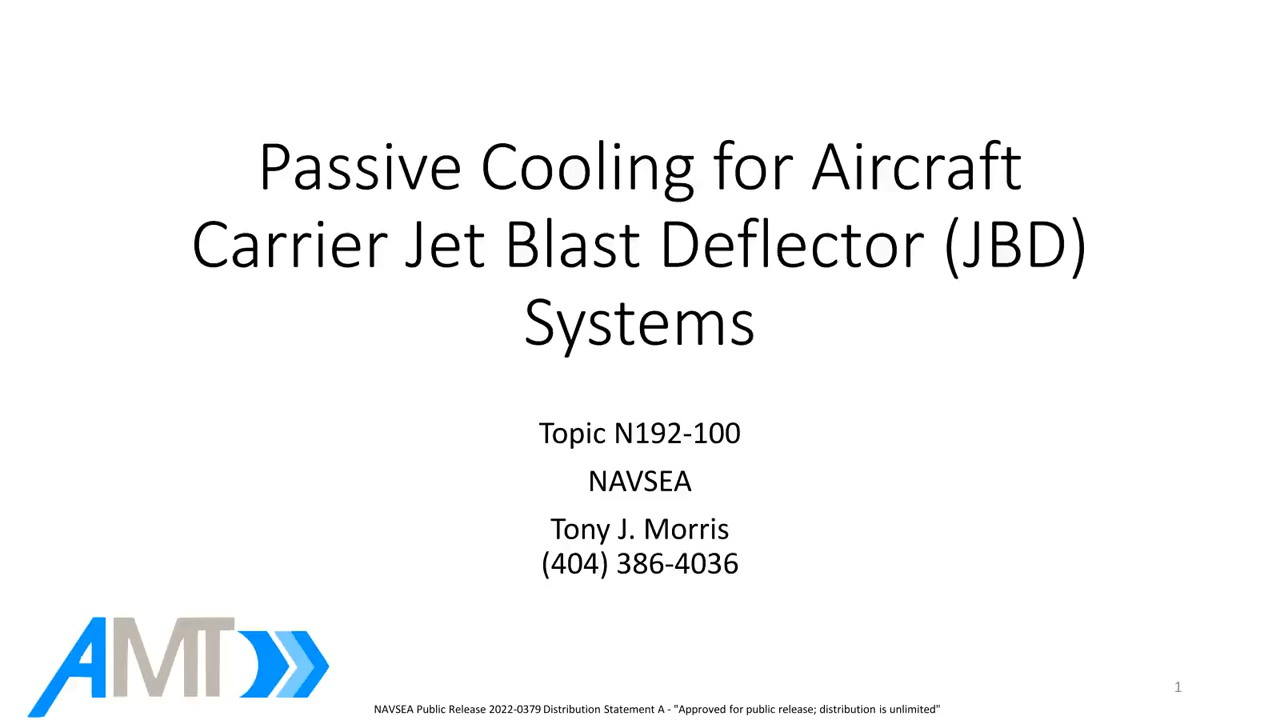 Passive Cooling for Aircraft
Carrier Jet Blast Deflector (JBD)
Systems
Topic N192-100
NAVSEA
Tony J. Morris
(404) 386-4036
AMT
1
NAVSEA Public Release 2022-0379 Distribution Statement A - "Approved for public release; distribution is unlimited"